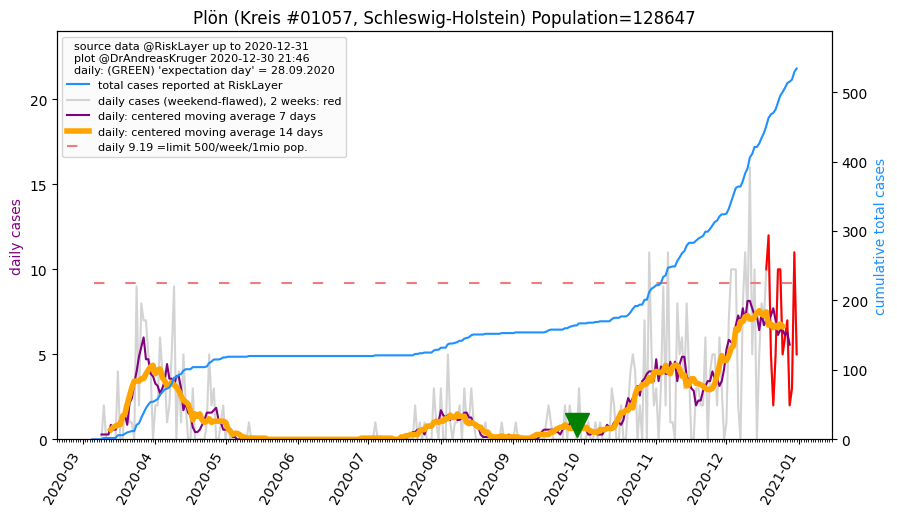 Plön (Kreis #01057, Schleswig-Holstein) Population=128647
source data @RiskLayer up to 2020-12-31
plot @DrAndreasKruger 2020-12-30 21:46
daily: (GREEN) 'expectation day' = 28.09.2020
total cases reported at RiskLayer
daily cases (weekend-flawed), 2 weeks: red
daily: centered moving average 7 days
daily: centered moving average 14 days
daily 9.19 =limit 500/week/1mio pop.
daily cases
20
15
10
5
0
500
400
300
200
100
0
cumulative total cases
2020-03
2020-04
2020-05
2020-06
2020-07
2020-08
2020-09
2020-10
2020-11
2020-12
2021-01